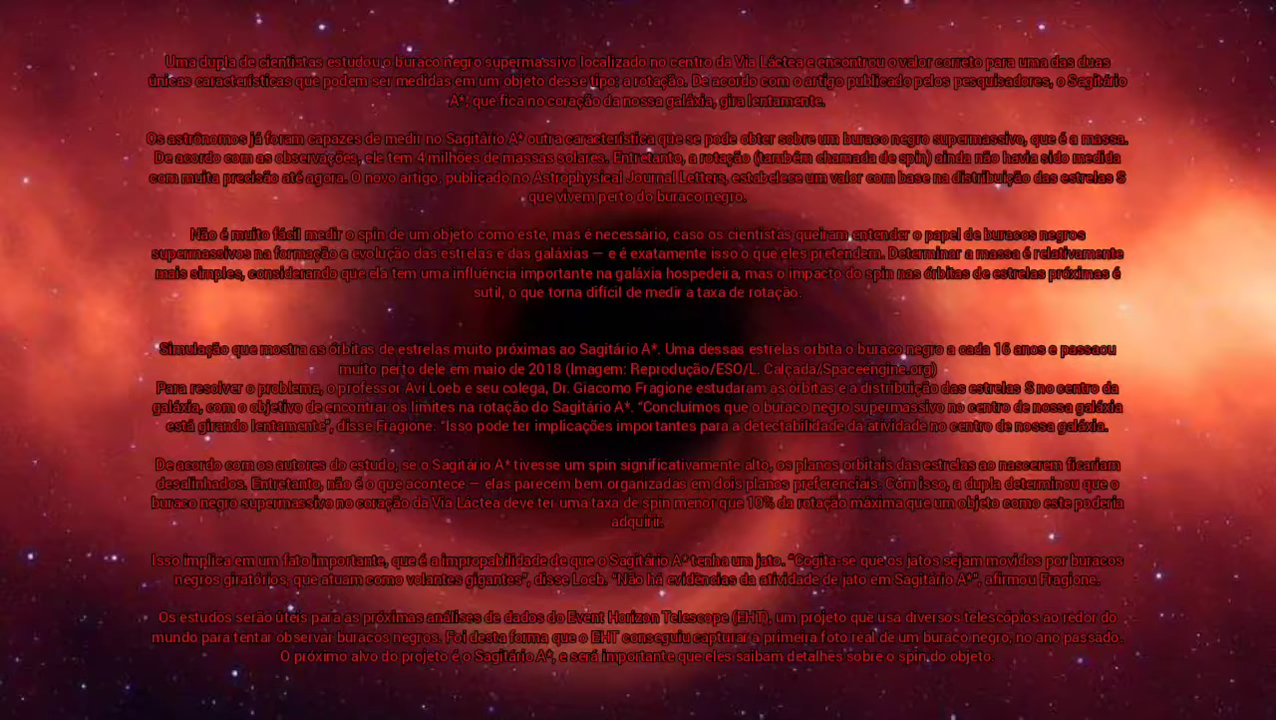 Uma dupla de cientistas estudou o buraco negro supermassivo localizado no centro da Via Láctea e encontrou o valor correto para uma das duas
únicas características que podem ser medidas em um objeto desse tipo: a rotação. De acordo com o artigo publicado pelos pesquisadores, o Sagitário
A*, que fica no coração da nossa galáxia, gira lentamente.
Os astrônomos já foram capazes de medir no Sagitário A* outra característica que se pode obter sobre um buraco negro supermassivo, que é a massa.
De acordo com as observações, ele tem 4 milhões de massas solares. Entretanto, a rotação (também chamada de spin) ainda não havia sido medida
com muita precisão até agora. O novo artigo, publicado no Astrophysical Journal Letters, estabelece um valor com base na distribuição das estrelas S
que vivem perto do buraco negro.
Não é muito fácil medir o spin de um objeto como este, mas é necessário, caso os cientistas queiram entender o papel de buracos negros
supermassivos na formação e evolução das estrelas e das galáxias — e é exatamente isso o que eles pretendem. Determinar a massa é relativamente
mais simples, considerando que ela tem uma influência importante na galáxia hospedeira, mas o impacto do spin nas órbitas de estrelas próximas é
sutil, o que torna difícil de medir a taxa de rotação.
Simulação que mostra as órbitas de estrelas muito próximas ao Sagitário A*. Uma dessas estrelas orbita o buraco negro a cada 16 anos e passaou
muito perto dele em maio de 2018 (Imagem: Reprodução/ESO/L. Calçada/Spaceengine.org)
Para resolver o problema, o professor Avi Loeb e seu colega, Dr. Giacomo Fragione estudaram as órbitas e a distribuição das estrelas S no centro da
galáxia, com o objetivo de encontrar os limites na rotação do Sagitário A*. “Concluímos que o buraco negro supermassivo no centro de nossa galáxia
está girando lentamente”, disse Fragione. “Isso pode ter implicações importantes para a detectabilidade da atividade no centro de nossa galáxia.
De acordo com os autores do estudo, se o Sagitário A* tivesse um spin significativamente alto, os planos orbitais das estrelas ao nascerem ficariam
desalinhados. Entretanto, não é o que acontece — elas parecem bem organizadas em dois planos preferenciais. Com isso, a dupla determinou que o
buraco negro supermassivo no coração da Via Láctea deve ter uma taxa de spin menor que 10% da rotação máxima que um objeto como este poderia
adquirir.
Isso implica em um fato importante, que é a impropabilidade de que o Sagitário A* tenha um jato. “Cogita-se que os jatos sejam movidos por buracos
negros giratórios, que atuam como volantes gigantes”, disse Loeb. “Não há evidências da atividade de jato em Sagitário A*”, afirmou Fragione.
Os estudos serão úteis para as próximas análises de dados do Event Horizon Telescope (EHT), um projeto que usa diversos telescópios ao redor do
mundo para tentar observar buracos negros. Foi desta forma que o EHT conseguiu capturar a primeira foto real de um buraco negro, no ano passado.
O próximo alvo do projeto é o Sagitário A*, e será importante que eles saibam detalhes sobre o spin do objeto.